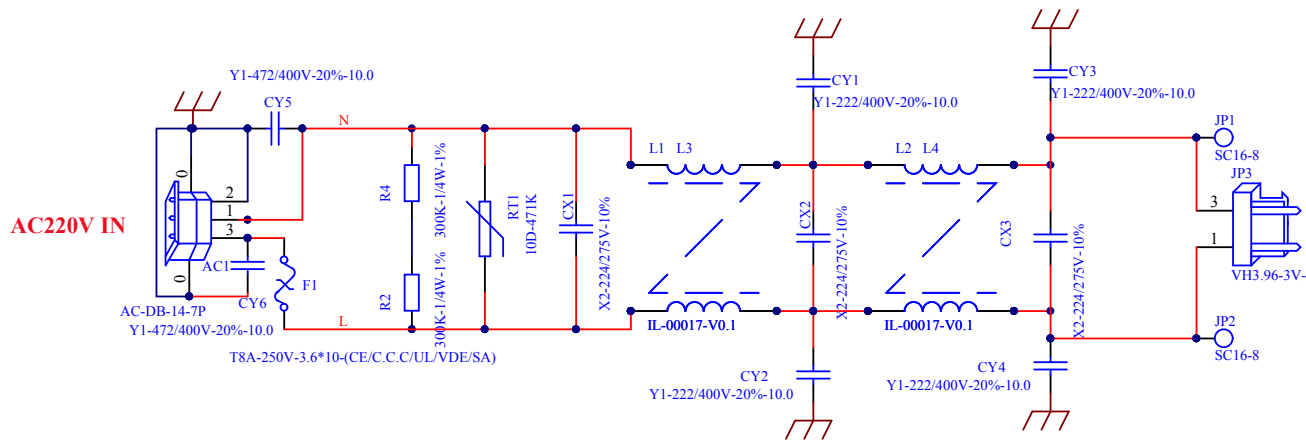 Y1-472/400V-20%-10.0
CY5
N
0
2
1
3
0
AC220V IN
AC1
CY6
F1
AC-DB-14-7P
Y1-472/400V-20%-10.0
L
T8A-250V-3.6*10-(CE/C.C.C/UL/VDE/SA)
R4
300K-1/4W-1%
R2
300K-1/4W-1%
RT1
10D-471K
CX1
X2-224/275V-10%
L1 L3
IL-00017-V0.1
CY1
Y1-222/400V-20%-10.0
CX2
X2-224/275V-10%
CY2
Y1-222/400V-20%-10.0
L2 L4
IL-00017-V0.1
CY3
Y1-222/400V-20%-10.0
CX3
X2-224/275V-10%
CY4
Y1-222/400V-20%-10.0
JP1
SC16-8
JP3
3
1
VH3.96-3V-
JP2
SC16-8